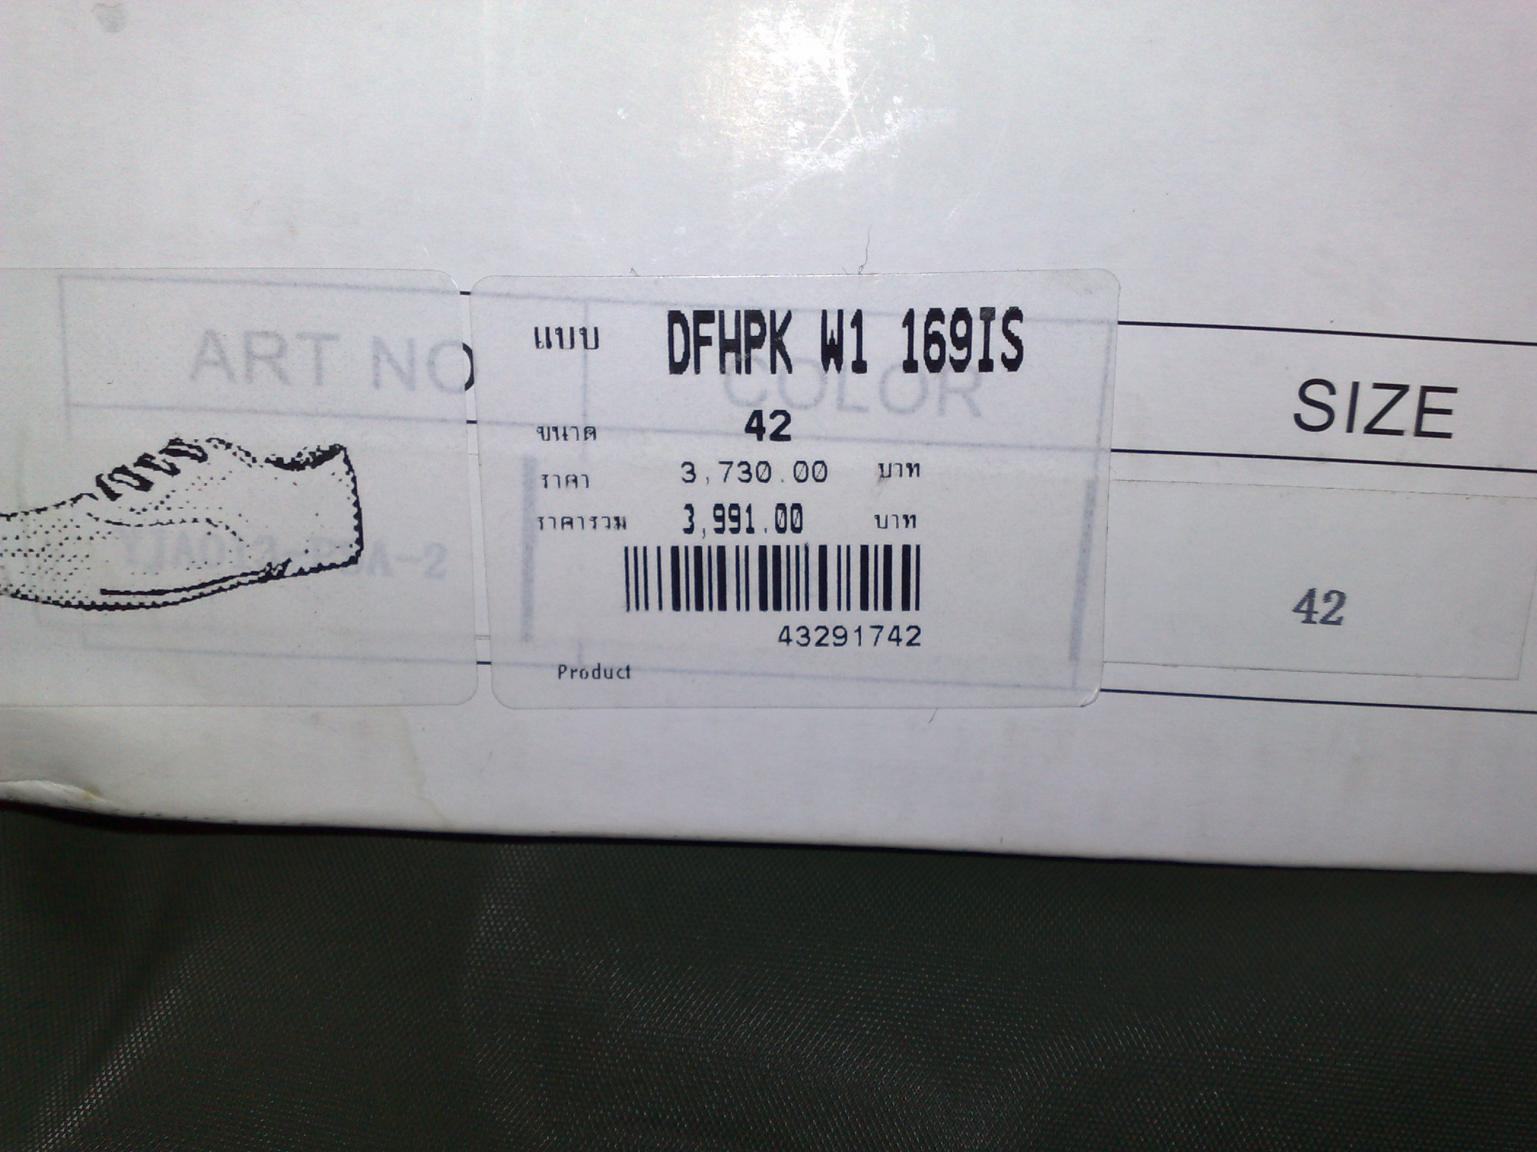 ART NO COLOR SIZE
แบบ DFHPK W1 169IS
ขนาด 42
ราคา 3,730.00 บาท
ราคารวม 3,991.00 บาท
43291742
Product
42